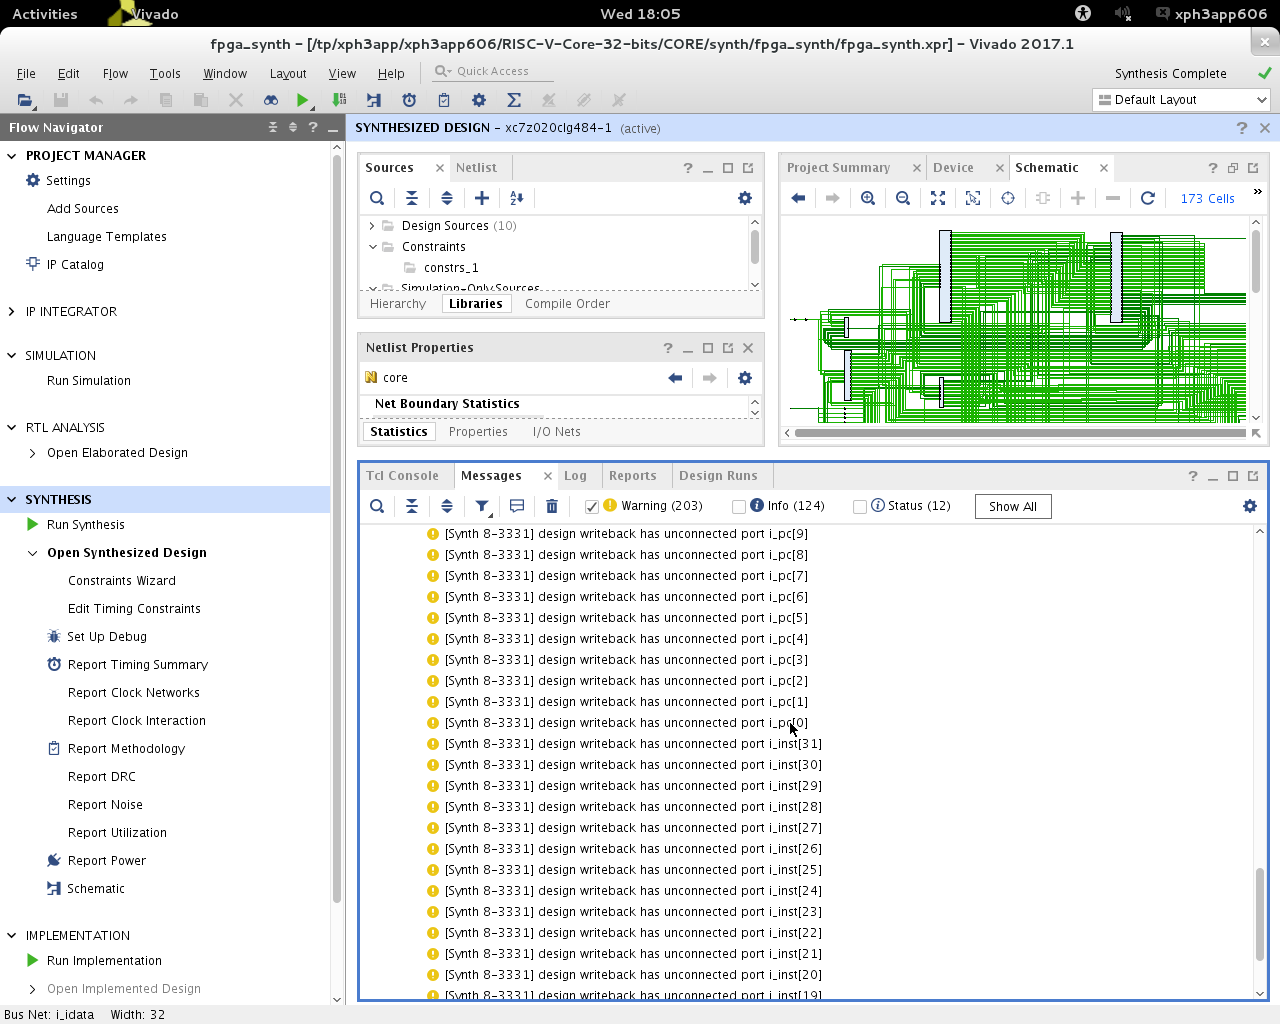 Activities
Vivado
Wed 18:05
xph3app606
fpga_synth – [/tp/xph3app/xph3app606/RISC-V-Core-32-bits/CORE/synth/fpga_synth/fpga_synth.xpr] – Vivado 2017.1
File Edit Flow Tools Window Layout View Help
Quick Access
Synthesis Complete
Default Layout
Flow Navigator
PROJECT MANAGER
Settings
Add Sources
Language Templates
IP Catalog
IP INTEGRATOR
SIMULATION
Run Simulation
RTL ANALYSIS
Open Elaborated Design
SYNTHESIS
Run Synthesis
Open Synthesized Design
Constraints Wizard
Edit Timing Constraints
Set Up Debug
Report Timing Summary
Report Clock Networks
Report Clock Interaction
Report Methodology
Report DRC
Report Noise
Report Utilization
Report Power
Schematic
IMPLEMENTATION
Run Implementation
Open Implemented Design
SYNTHESIZED DESIGN – xc7z020clg484-1 (active)
Sources Netlist
Design Sources (10)
Constraints
constrs_1
Simulation-Only Sources
Hierarchy Libraries Compile Order
Netlist Properties
core
Net Boundary Statistics
Statistics Properties I/O Nets
Project Summary Device Schematic
173 Cells
Tcl Console Messages Log Reports Design Runs
Warning (203) Info (124) Status (12) Show All
[Synth 8-3331] design writeback has unconnected port i_pc[9]
[Synth 8-3331] design writeback has unconnected port i_pc[8]
[Synth 8-3331] design writeback has unconnected port i_pc[7]
[Synth 8-3331] design writeback has unconnected port i_pc[6]
[Synth 8-3331] design writeback has unconnected port i_pc[5]
[Synth 8-3331] design writeback has unconnected port i_pc[4]
[Synth 8-3331] design writeback has unconnected port i_pc[3]
[Synth 8-3331] design writeback has unconnected port i_pc[2]
[Synth 8-3331] design writeback has unconnected port i_pc[1]
[Synth 8-3331] design writeback has unconnected port i_pc[0]
[Synth 8-3331] design writeback has unconnected port i_inst[31]
[Synth 8-3331] design writeback has unconnected port i_inst[30]
[Synth 8-3331] design writeback has unconnected port i_inst[29]
[Synth 8-3331] design writeback has unconnected port i_inst[28]
[Synth 8-3331] design writeback has unconnected port i_inst[27]
[Synth 8-3331] design writeback has unconnected port i_inst[26]
[Synth 8-3331] design writeback has unconnected port i_inst[25]
[Synth 8-3331] design writeback has unconnected port i_inst[24]
[Synth 8-3331] design writeback has unconnected port i_inst[23]
[Synth 8-3331] design writeback has unconnected port i_inst[22]
[Synth 8-3331] design writeback has unconnected port i_inst[21]
[Synth 8-3331] design writeback has unconnected port i_inst[20]
[Synth 8-3331] design writeback has unconnected port i_inst[19]
Bus Net: i_idata Width: 32